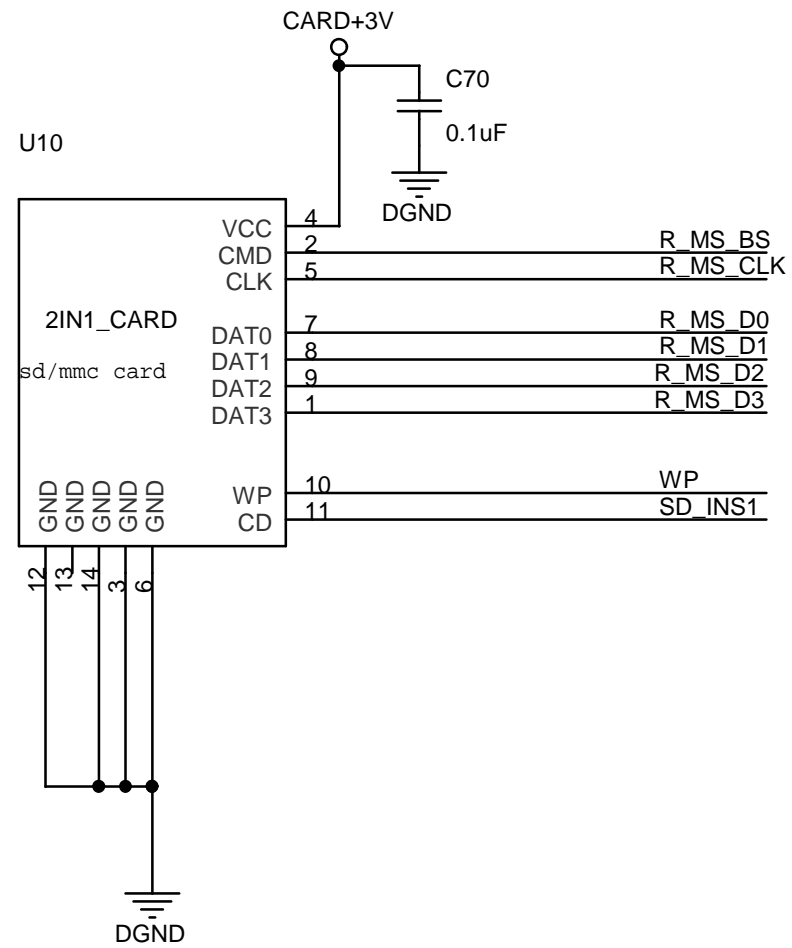 CARD+3V
C70
0.1uF
DGND
U10
VCC 4
CMD 2 R_MS_BS
CLK 5 R_MS_CLK
2IN1_CARD
sd/mmc card
DAT0 7 R_MS_D0
DAT1 8 R_MS_D1
DAT2 9 R_MS_D2
DAT3 1 R_MS_D3
WP 10 WP
CD 11 SD_INS1
GND GND GND GND GND
12 13 14 3 6
DGND